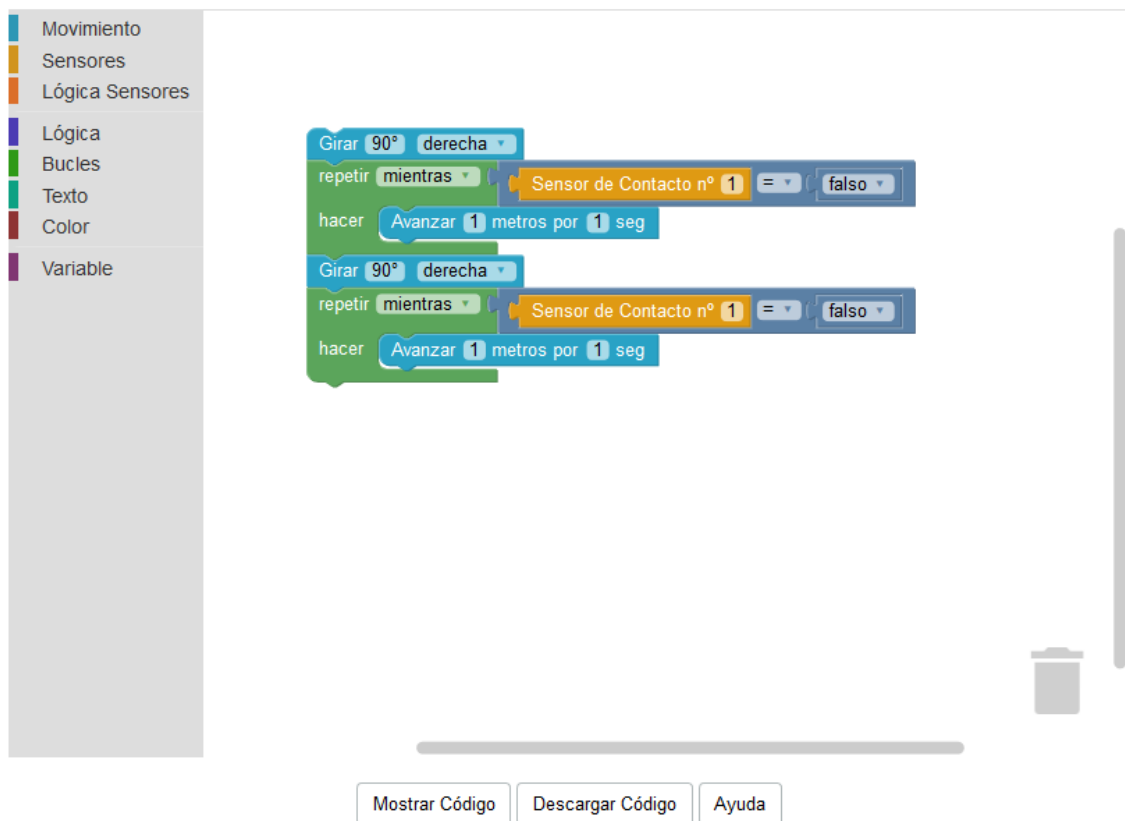 Movimiento
Sensores
Lógica Sensores
Lógica
Bucles
Texto
Color
Variable
Girar 90° derecha
repetir mientras Sensor de Contacto nº 1 = falso
hacer Avanzar 1 metros por 1 seg
Girar 90° derecha
repetir mientras Sensor de Contacto nº 1 = falso
hacer Avanzar 1 metros por 1 seg
Mostrar Código Descargar Código Ayuda